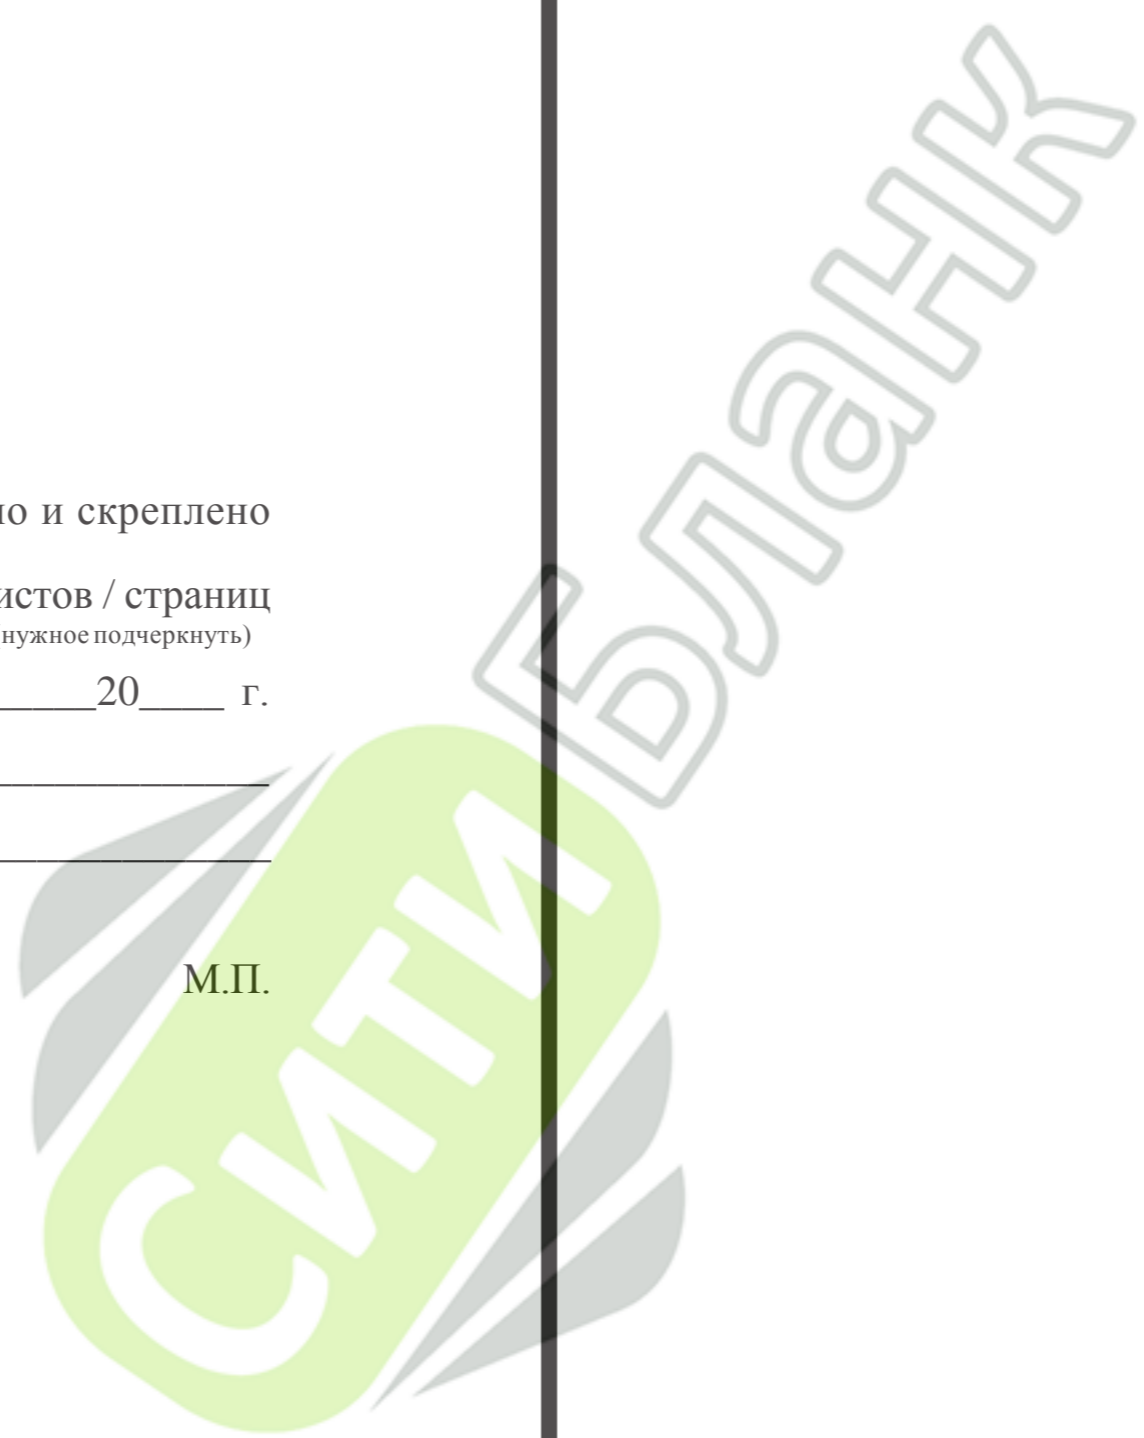 но и скреплено
истов / страниц
нужное подчеркнуть)
_____20____ г.
М.П.
Сити Бланк